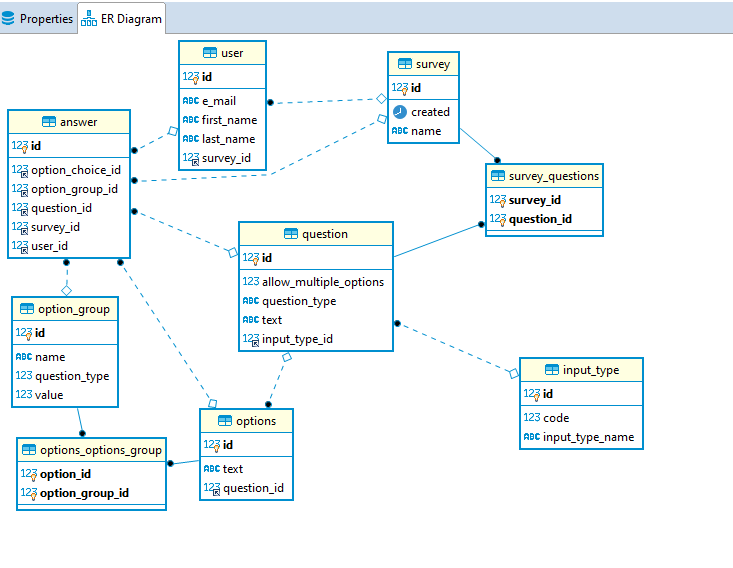 Properties
ER Diagram
user
123 id
ABC e_mail
ABC first_name
ABC last_name
123 survey_id
survey
123 id
created
ABC name
answer
123 id
123 option_choice_id
123 option_group_id
123 question_id
123 survey_id
123 user_id
survey_questions
123 survey_id
123 question_id
question
123 id
123 allow_multiple_options
ABC question_type
ABC text
123 input_type_id
option_group
123 id
ABC name
123 question_type
123 value
input_type
123 id
123 code
ABC input_type_name
options
123 id
ABC text
123 question_id
options_options_group
123 option_id
123 option_group_id